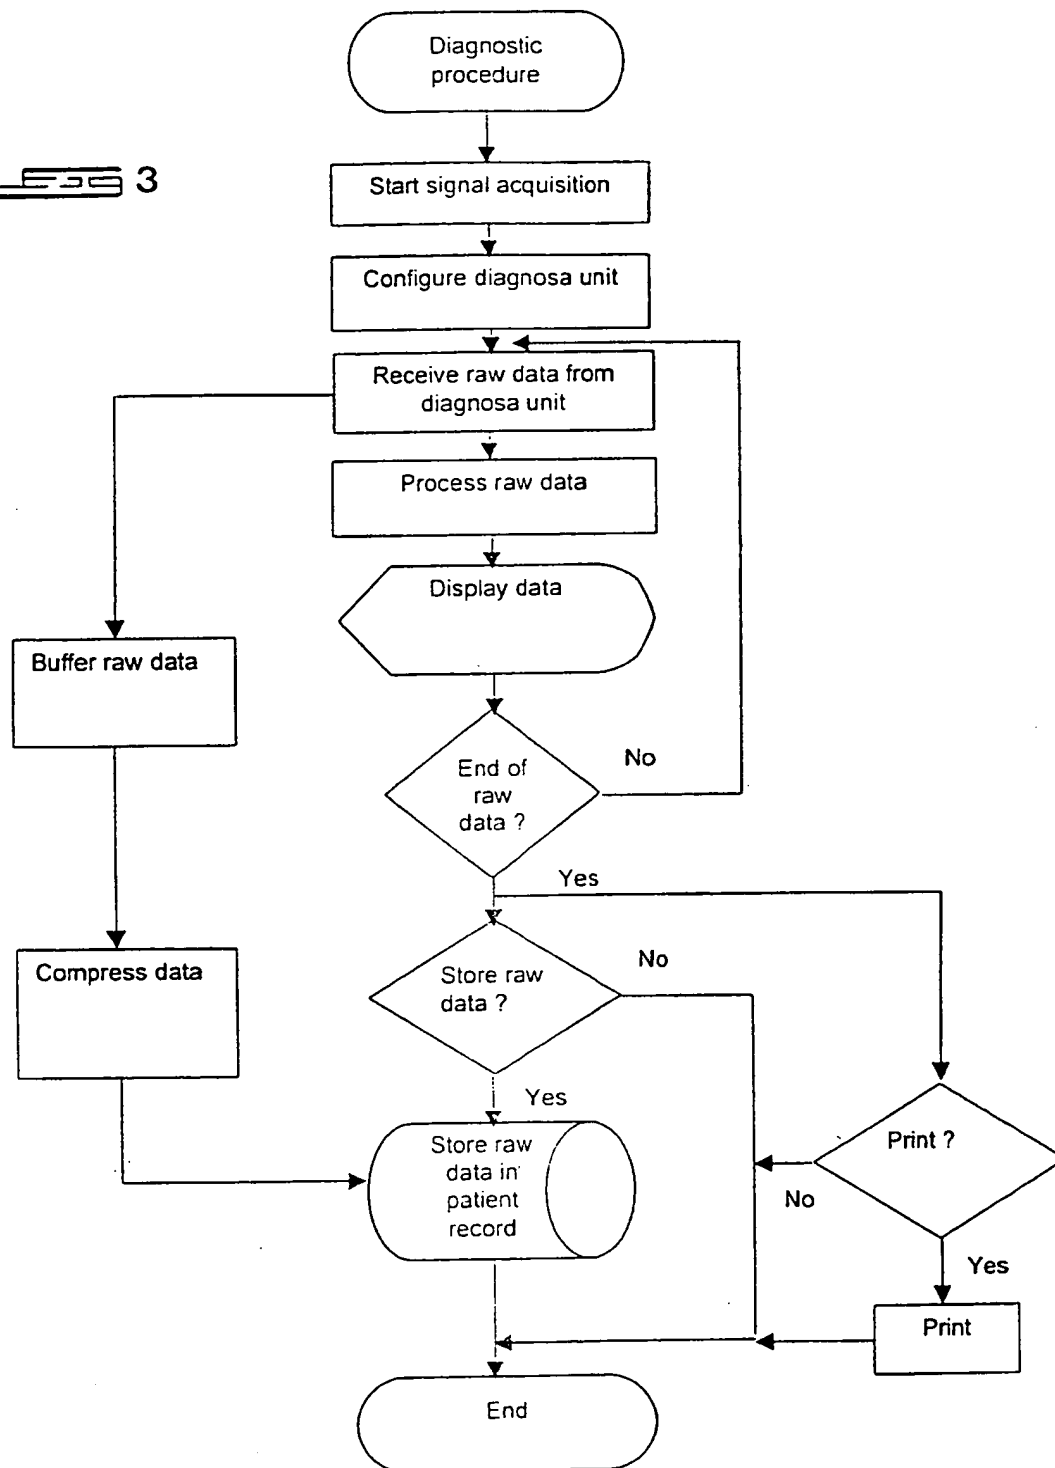 Diagnostic
procedure
3
Start signal acquisition
Configure diagnosa unit
Receive raw data from
diagnosa unit
Process raw data
Display data
Buffer raw data
End of
raw
data ?
No
Yes
Compress data
Store raw
data ?
No
Yes
Store raw
data in
patient
record
Print ?
No
Yes
Print
End